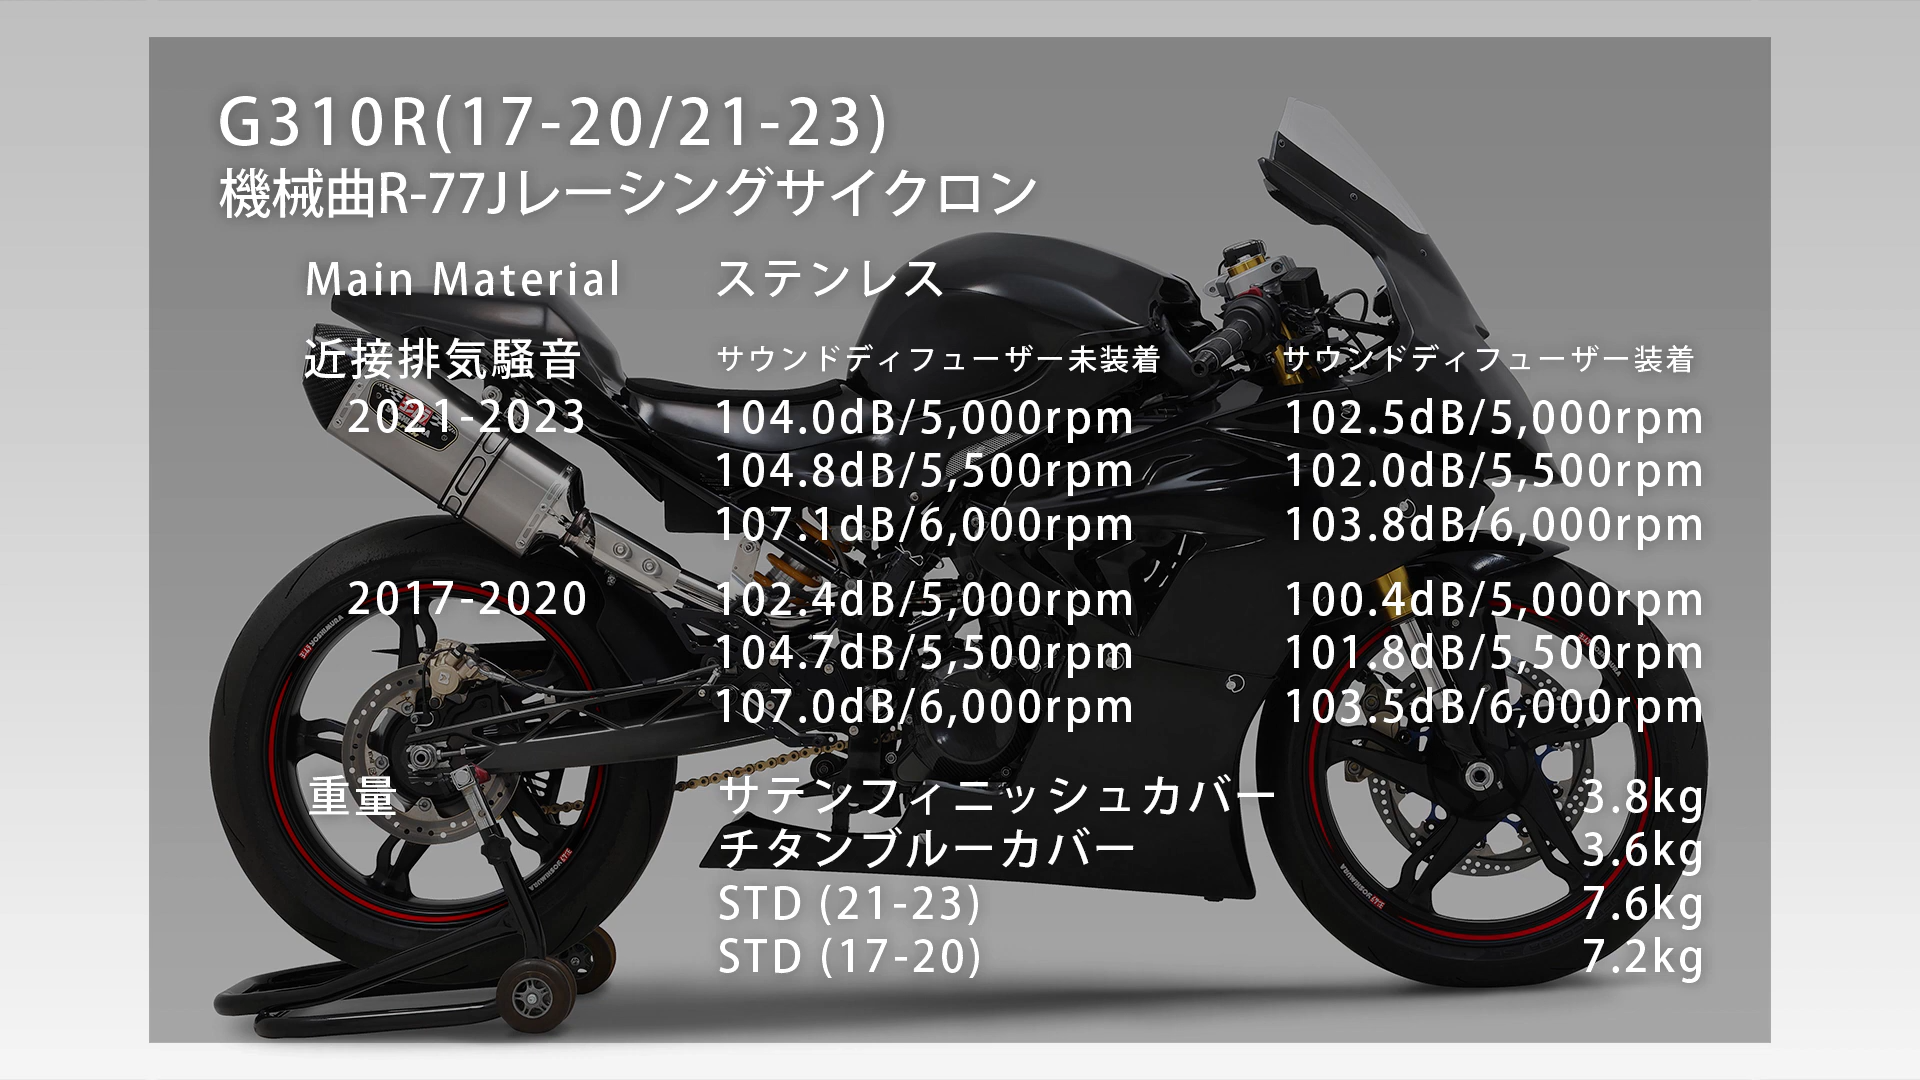 G310R(17-20/21-23)
機械曲R-77Jレーシングサイクロン
Main Material ステンレス
近接排気騒音 サウンドディフューザー未装着 サウンドディフューザー装着
2021-2023 104.0dB/5,000rpm 102.5dB/5,000rpm
104.8dB/5,500rpm 102.0dB/5,500rpm
107.1dB/6,000rpm 103.8dB/6,000rpm
2017-2020 102.4dB/5,000rpm 100.4dB/5,000rpm
104.7dB/5,500rpm 101.8dB/5,500rpm
107.0dB/6,000rpm 103.5dB/6,000rpm
重量 サテンフィニッシュカバー 3.8kg
チタンブルーカバー 3.6kg
STD (21-23) 7.6kg
STD (17-20) 7.2kg
YOSHIMURA
YOSHIMURA
YOSHIMURA